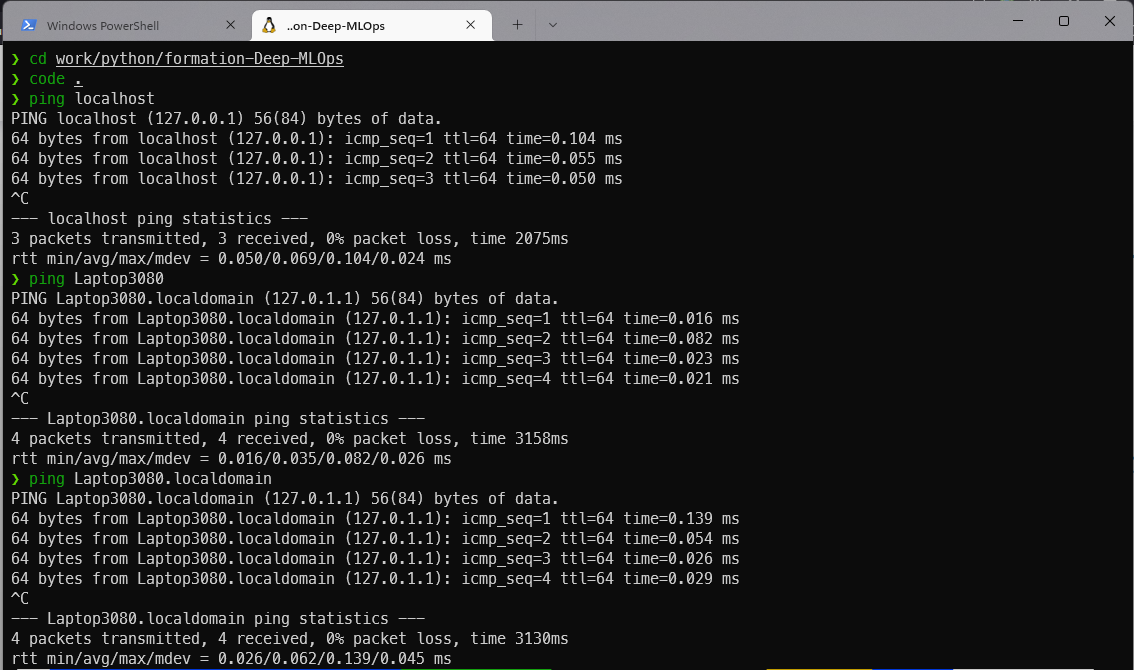 Windows PowerShell
..on-Deep-MLOps
❯ cd work/python/formation-Deep-MLOps
❯ code .
❯ ping localhost
PING localhost (127.0.0.1) 56(84) bytes of data.
64 bytes from localhost (127.0.0.1): icmp_seq=1 ttl=64 time=0.104 ms
64 bytes from localhost (127.0.0.1): icmp_seq=2 ttl=64 time=0.055 ms
64 bytes from localhost (127.0.0.1): icmp_seq=3 ttl=64 time=0.050 ms
^C
--- localhost ping statistics ---
3 packets transmitted, 3 received, 0% packet loss, time 2075ms
rtt min/avg/max/mdev = 0.050/0.069/0.104/0.024 ms
❯ ping Laptop3080
PING Laptop3080.localdomain (127.0.1.1) 56(84) bytes of data.
64 bytes from Laptop3080.localdomain (127.0.1.1): icmp_seq=1 ttl=64 time=0.016 ms
64 bytes from Laptop3080.localdomain (127.0.1.1): icmp_seq=2 ttl=64 time=0.082 ms
64 bytes from Laptop3080.localdomain (127.0.1.1): icmp_seq=3 ttl=64 time=0.023 ms
64 bytes from Laptop3080.localdomain (127.0.1.1): icmp_seq=4 ttl=64 time=0.021 ms
^C
--- Laptop3080.localdomain ping statistics ---
4 packets transmitted, 4 received, 0% packet loss, time 3158ms
rtt min/avg/max/mdev = 0.016/0.035/0.082/0.026 ms
❯ ping Laptop3080.localdomain
PING Laptop3080.localdomain (127.0.1.1) 56(84) bytes of data.
64 bytes from Laptop3080.localdomain (127.0.1.1): icmp_seq=1 ttl=64 time=0.139 ms
64 bytes from Laptop3080.localdomain (127.0.1.1): icmp_seq=2 ttl=64 time=0.054 ms
64 bytes from Laptop3080.localdomain (127.0.1.1): icmp_seq=3 ttl=64 time=0.026 ms
64 bytes from Laptop3080.localdomain (127.0.1.1): icmp_seq=4 ttl=64 time=0.029 ms
^C
--- Laptop3080.localdomain ping statistics ---
4 packets transmitted, 4 received, 0% packet loss, time 3130ms
rtt min/avg/max/mdev = 0.026/0.062/0.139/0.045 ms